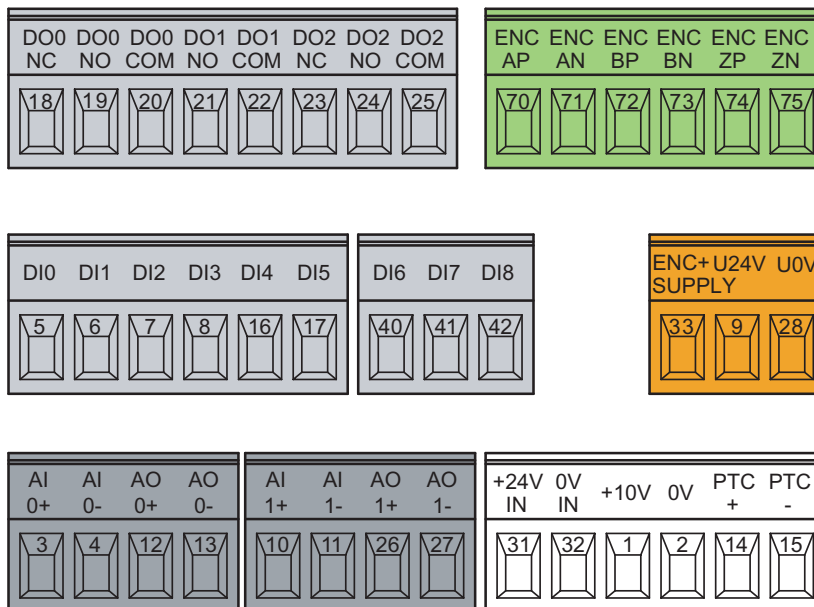 DO0 DO0 DO0 DO1 DO1 DO2 DO2 DO2
NC NO COM NO COM NC NO COM
18 19 20 21 22 23 24 25
ENC ENC ENC ENC ENC ENC
AP AN BP BN ZP ZN
70 71 72 73 74 75
DI0 DI1 DI2 DI3 DI4 DI5
5 6 7 8 16 17
DI6 DI7 DI8
40 41 42
ENC+ U24V U0V
SUPPLY
33 9 28
AI AI AO AO
0+ 0- 0+ 0-
3 4 12 13
AI AI AO AO
1+ 1- 1+ 1-
10 11 26 27
+24V 0V +10V 0V PTC PTC
IN IN + -
31 32 1 2 14 15